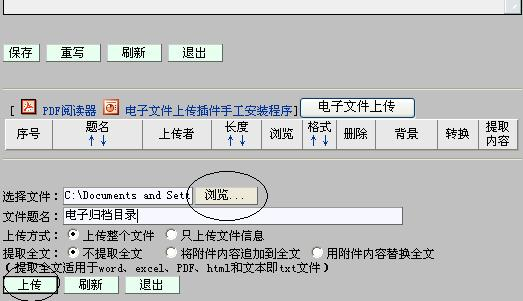 保存 重写 刷新 退出
[ PDF阅读器 电子文件上传插件手工安装程序] 电子文件上传
序号 题名 ↑↓ 上传者 长度 ↑↓ 浏览 格式 ↑↓ 删除 背景 转换 提取内容
选择文件： C:\Documents and Sett 浏览...
文件题名： 电子归档目录
上传方式： 上传整个文件 只上传文件信息
提取全文： 不提取全文 将附件内容追加到全文 用附件内容替换全文
(提取全文适用于word、excel、PDF、html和文本即txt文件)
上传 刷新 退出